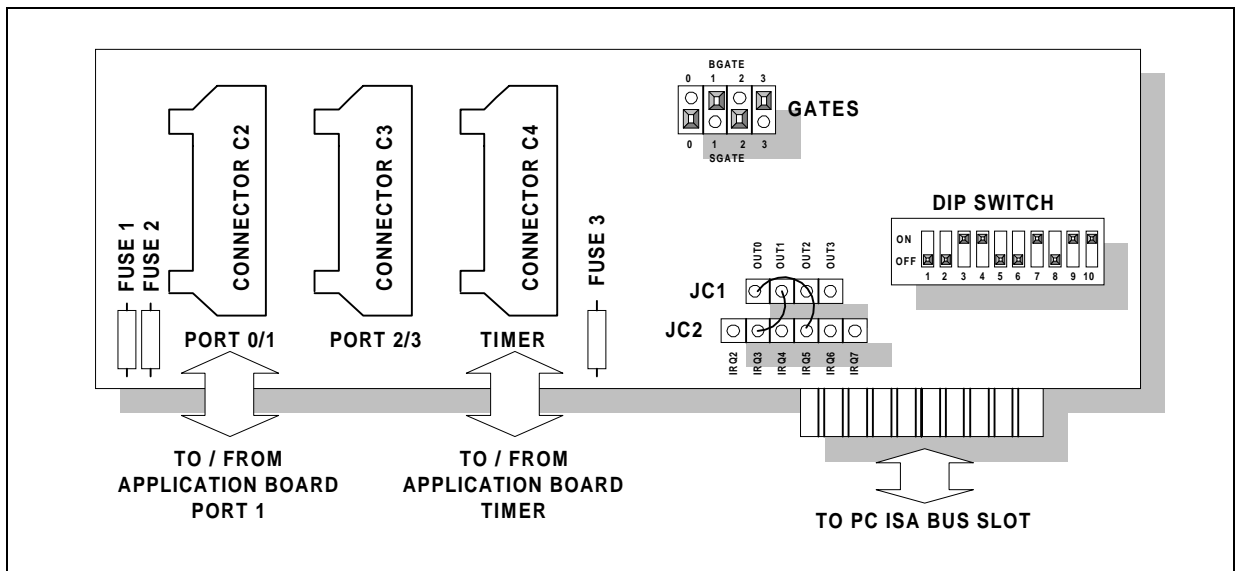 BGATE
0 1 2 3
GATES
0 1 2 3
SGATE
CONNECTOR C2
CONNECTOR C3
CONNECTOR C4
FUSE 1
FUSE 2
FUSE 3
DIP SWITCH
ON
OFF
1 2 3 4 5 6 7 8 9 10
OUT0
OUT1
OUT2
OUT3
JC1
JC2
IRQ2
IRQ3
IRQ4
IRQ5
IRQ6
IRQ7
PORT 0/1
PORT 2/3
TIMER
TO / FROM
APPLICATION BOARD
PORT 1
TO / FROM
APPLICATION BOARD
TIMER
TO PC ISA BUS SLOT